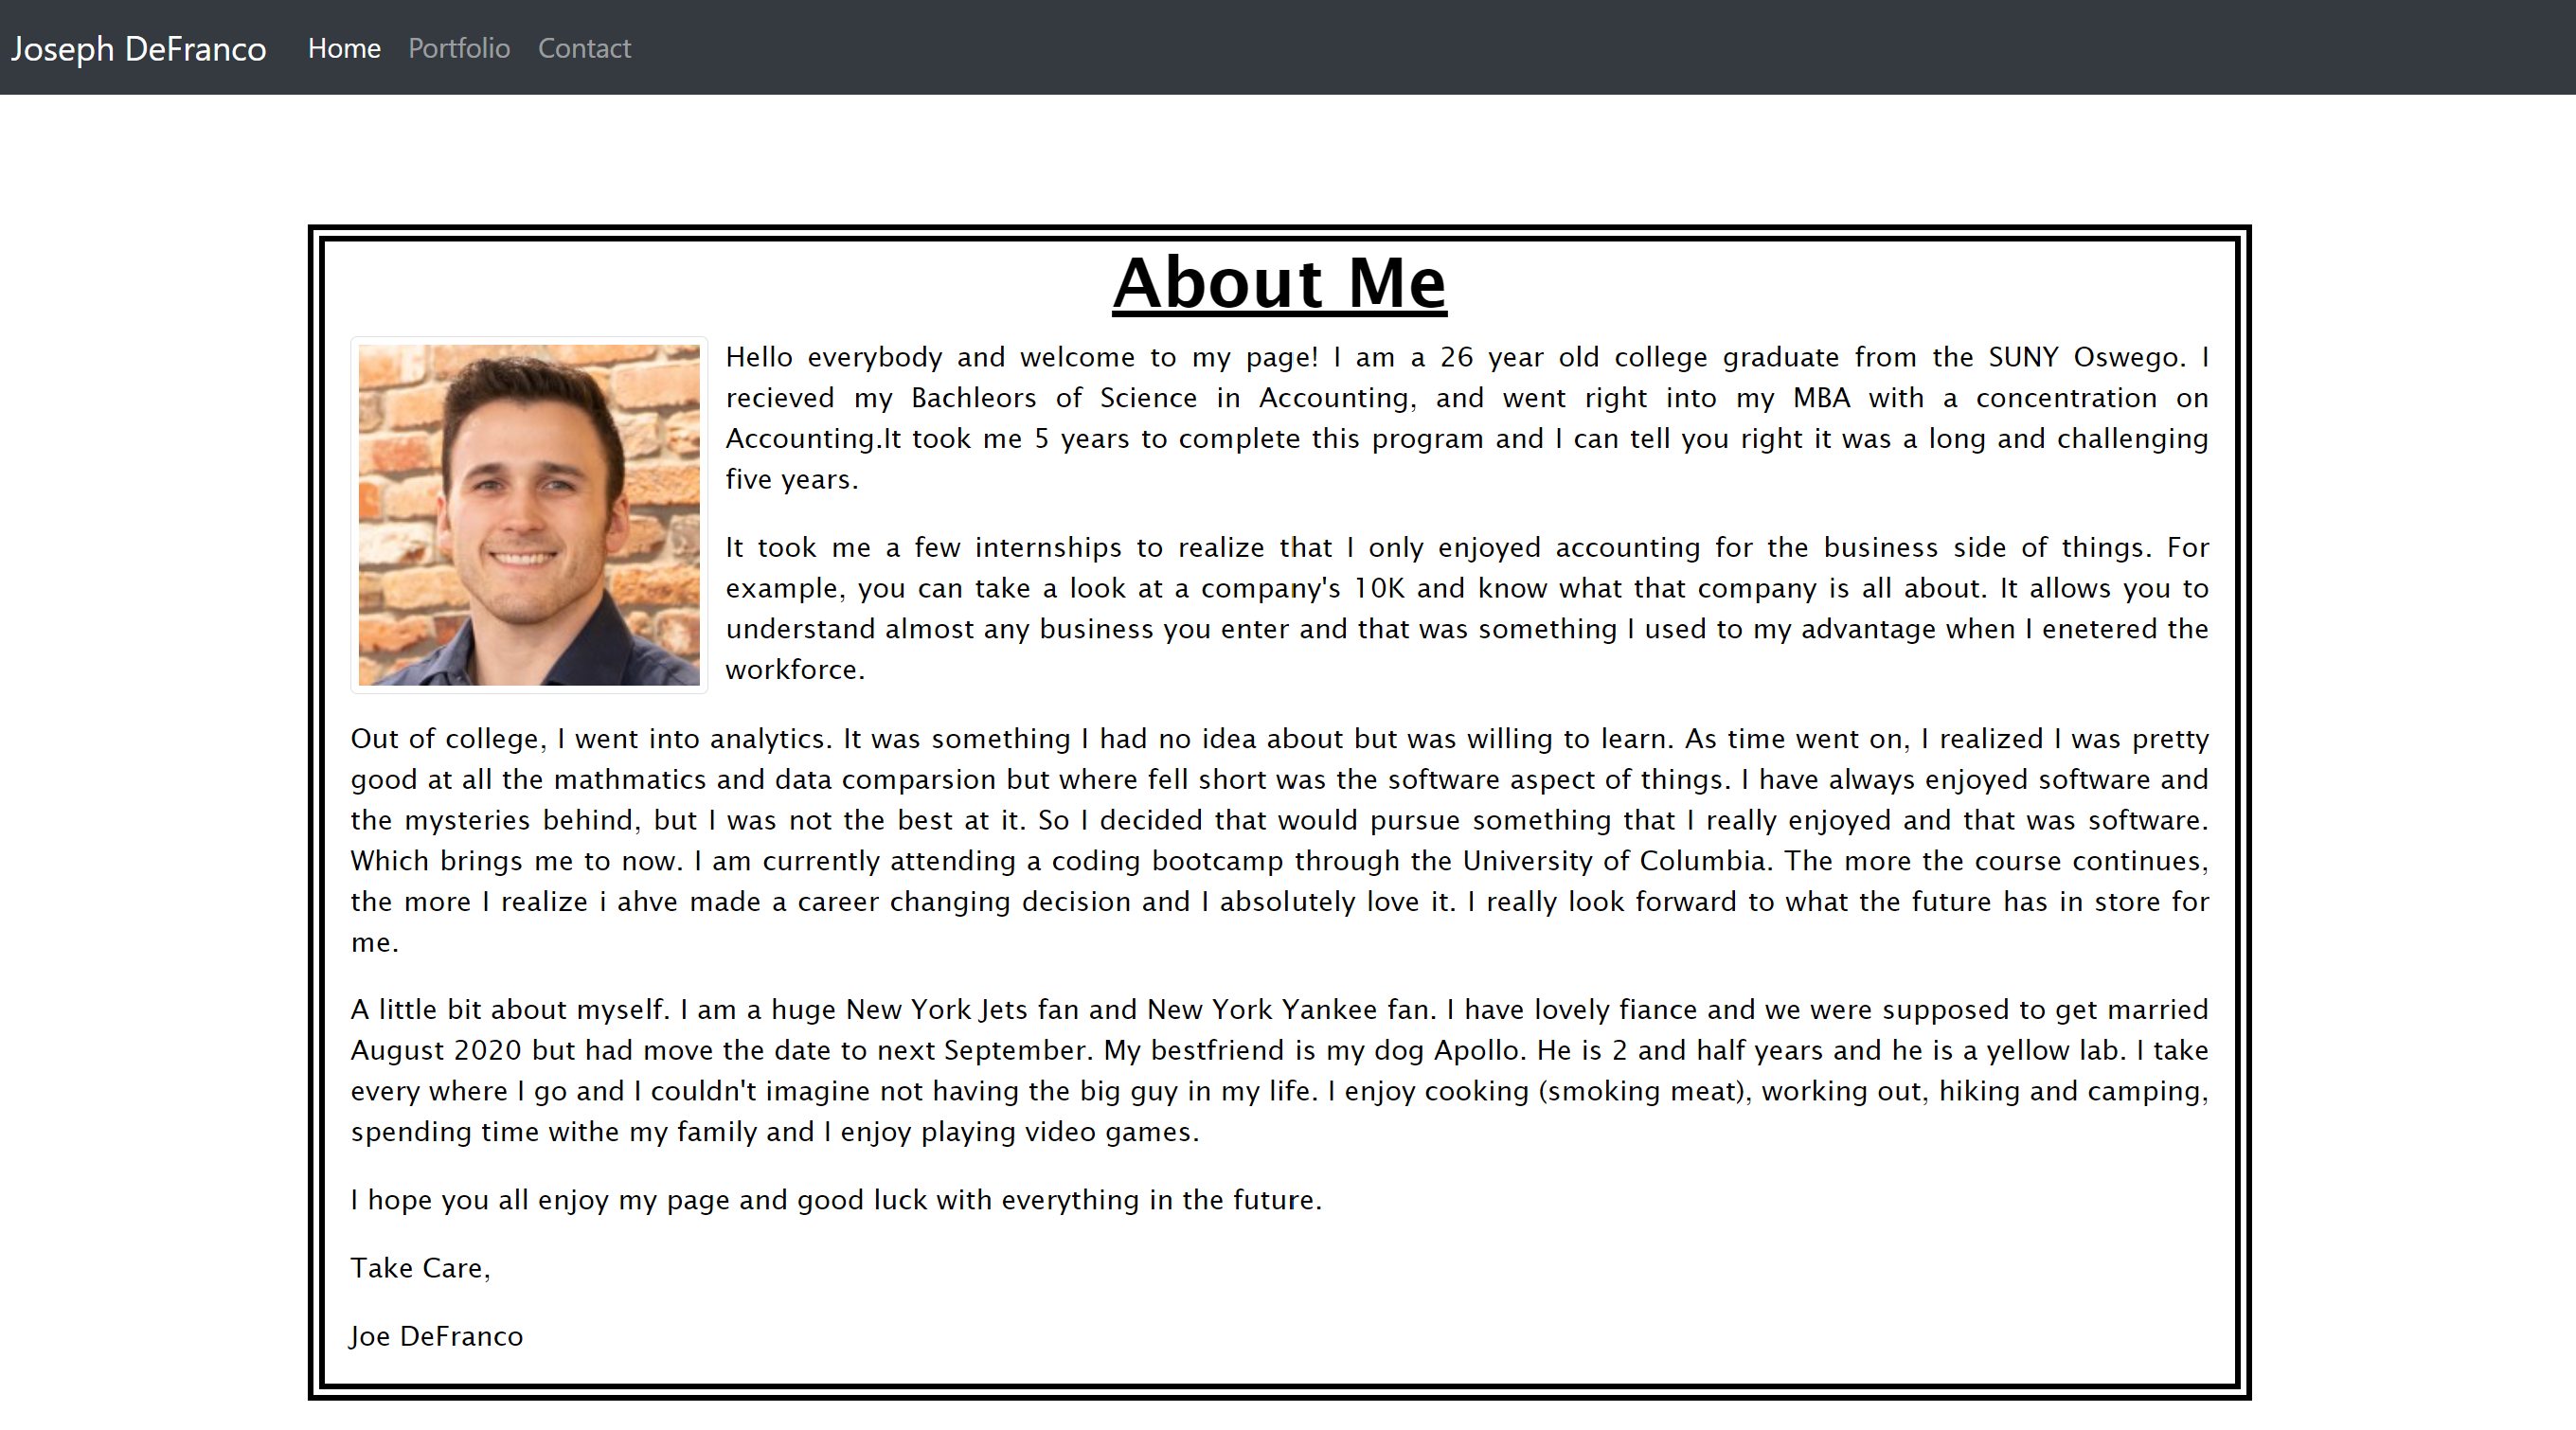 Joseph DeFranco Home Portfolio Contact
About Me
Hello everybody and welcome to my page! I am a 26 year old college graduate from the SUNY Oswego. I
recieved my Bachleors of Science in Accounting, and went right into my MBA with a concentration on
Accounting.It took me 5 years to complete this program and I can tell you right it was a long and challenging
five years.
It took me a few internships to realize that I only enjoyed accounting for the business side of things. For
example, you can take a look at a company's 10K and know what that company is all about. It allows you to
understand almost any business you enter and that was something I used to my advantage when I enetered the
workforce.
Out of college, I went into analytics. It was something I had no idea about but was willing to learn. As time went on, I realized I was pretty
good at all the mathmatics and data comparsion but where fell short was the software aspect of things. I have always enjoyed software and
the mysteries behind, but I was not the best at it. So I decided that would pursue something that I really enjoyed and that was software.
Which brings me to now. I am currently attending a coding bootcamp through the University of Columbia. The more the course continues,
the more I realize i ahve made a career changing decision and I absolutely love it. I really look forward to what the future has in store for
me.
A little bit about myself. I am a huge New York Jets fan and New York Yankee fan. I have lovely fiance and we were supposed to get married
August 2020 but had move the date to next September. My bestfriend is my dog Apollo. He is 2 and half years and he is a yellow lab. I take
every where I go and I couldn't imagine not having the big guy in my life. I enjoy cooking (smoking meat), working out, hiking and camping,
spending time withe my family and I enjoy playing video games.
I hope you all enjoy my page and good luck with everything in the future.
Take Care,
Joe DeFranco